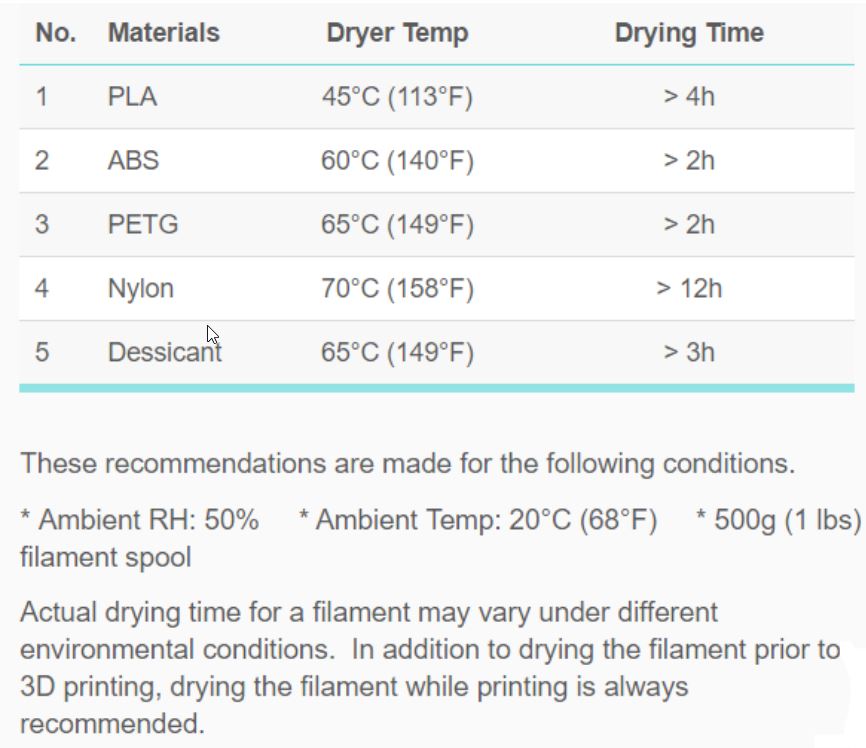 No. Materials Dryer Temp Drying Time
1 PLA 45°C (113°F) > 4h
2 ABS 60°C (140°F) > 2h
3 PETG 65°C (149°F) > 2h
4 Nylon 70°C (158°F) > 12h
5 Dessicant 65°C (149°F) > 3h
These recommendations are made for the following conditions.
* Ambient RH: 50% * Ambient Temp: 20°C (68°F) * 500g (1 lbs)
filament spool
Actual drying time for a filament may vary under different
environmental conditions. In addition to drying the filament prior to
3D printing, drying the filament while printing is always
recommended.